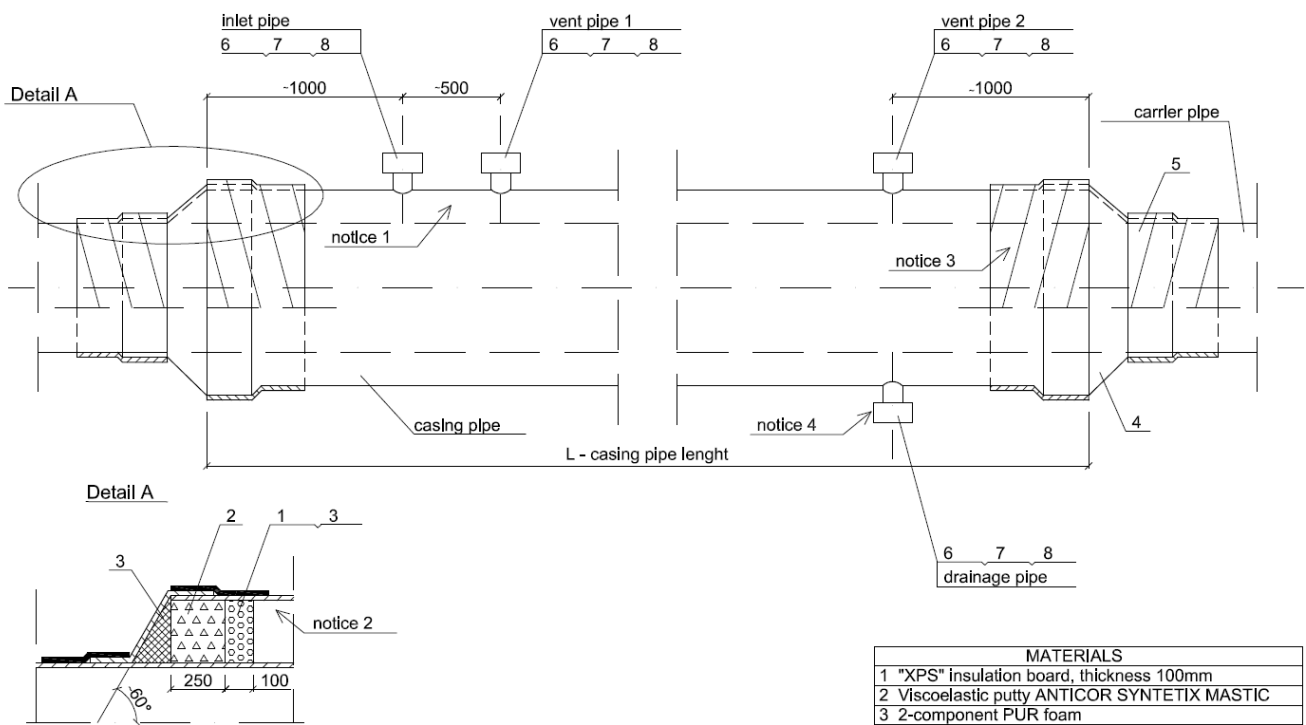 inlet pipe
6 7 8
vent pipe 1
6 7 8
vent pipe 2
6 7 8
~1000
~500
~1000
Detail A
carrier pipe
5
notice 1
notice 3
casing pipe
notice 4
4
L - casing pipe lenght
Detail A
2 1 3
3
6 7 8
drainage pipe
notice 2
250
100
~60°
MATERIALS
1 "XPS" insulation board, thickness 100mm
2 Viscoelastic putty ANTICOR SYNTETIX MASTIC
3 2-component PUR foam